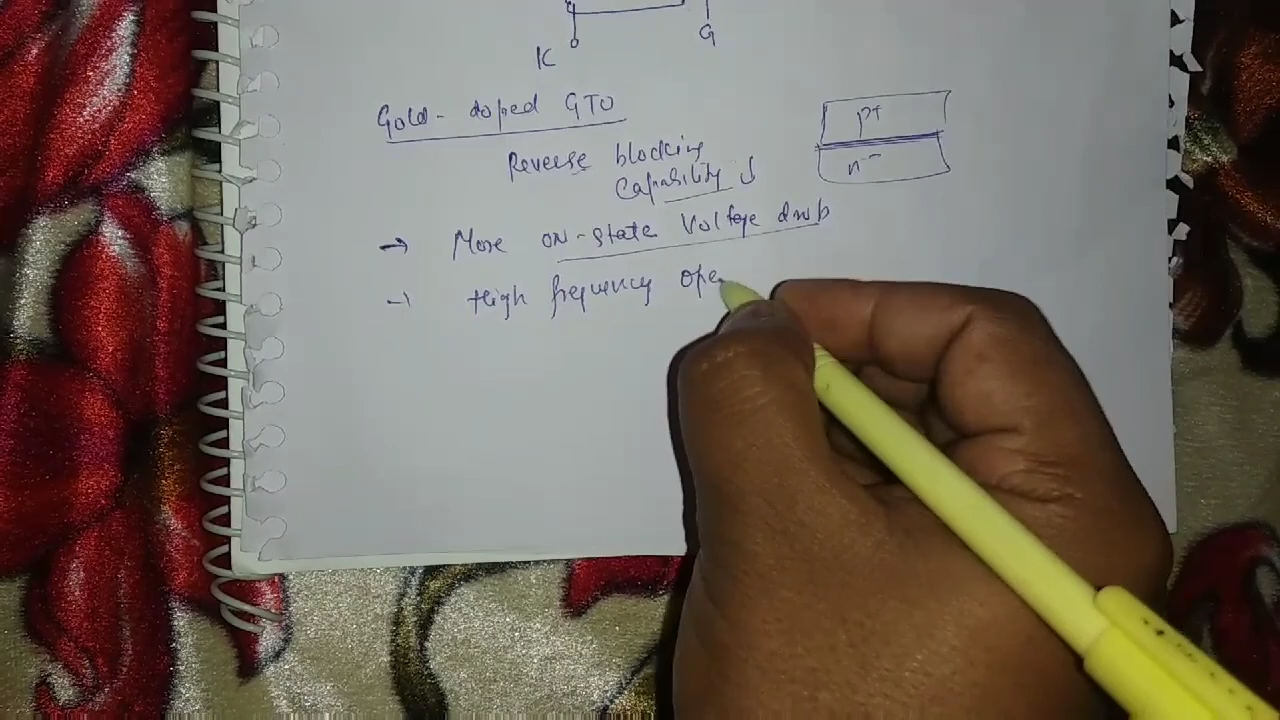 K G
Gold-doped GTO
p+
Reverse blocking
n--
Capability ↓
→ More on-state Voltage drop
→ High frequency ope